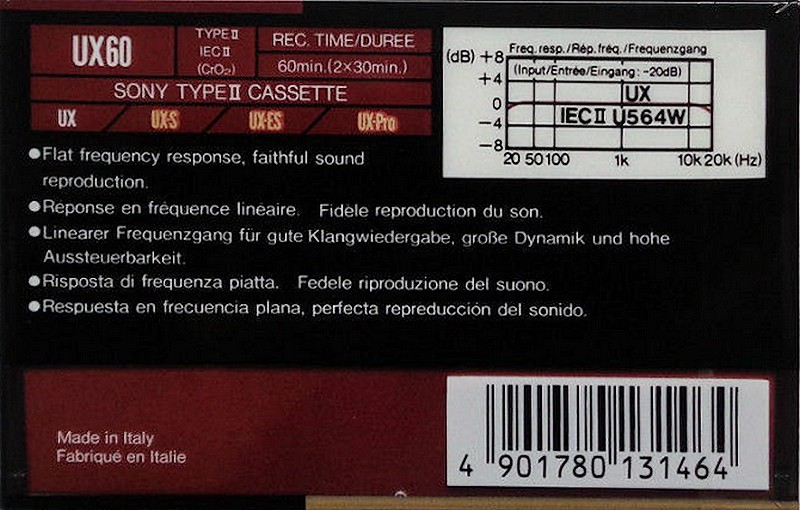 UX60
TYPE II
IEC II
(CrO₂)
REC. TIME/DUREE
60min.(2×30min.)
SONY TYPE II CASSETTE
UX UX-S UX-ES UX-Pro
(dB)
Freq. resp./Rép. fréq./Frequenzgang
(Input/Entrée/Eingang: -20dB)
+8
+4
0
-4
-8
UX
IEC II U564W
20 50 100 1k 10k 20k (Hz)
●Flat frequency response, faithful sound
reproduction.
●Réponse en fréquence linéaire. Fidèle reproduction du son.
●Linearer Frequenzgang für gute Klangwiedergabe, große Dynamik und hohe
Aussteuerbarkeit.
●Risposta di frequenza piatta. Fedele riproduzione del suono.
●Respuesta en frecuencia plana, perfecta repreducción del sonido.
Made in Italy
Fabriqué en Italie
4 901780 131464